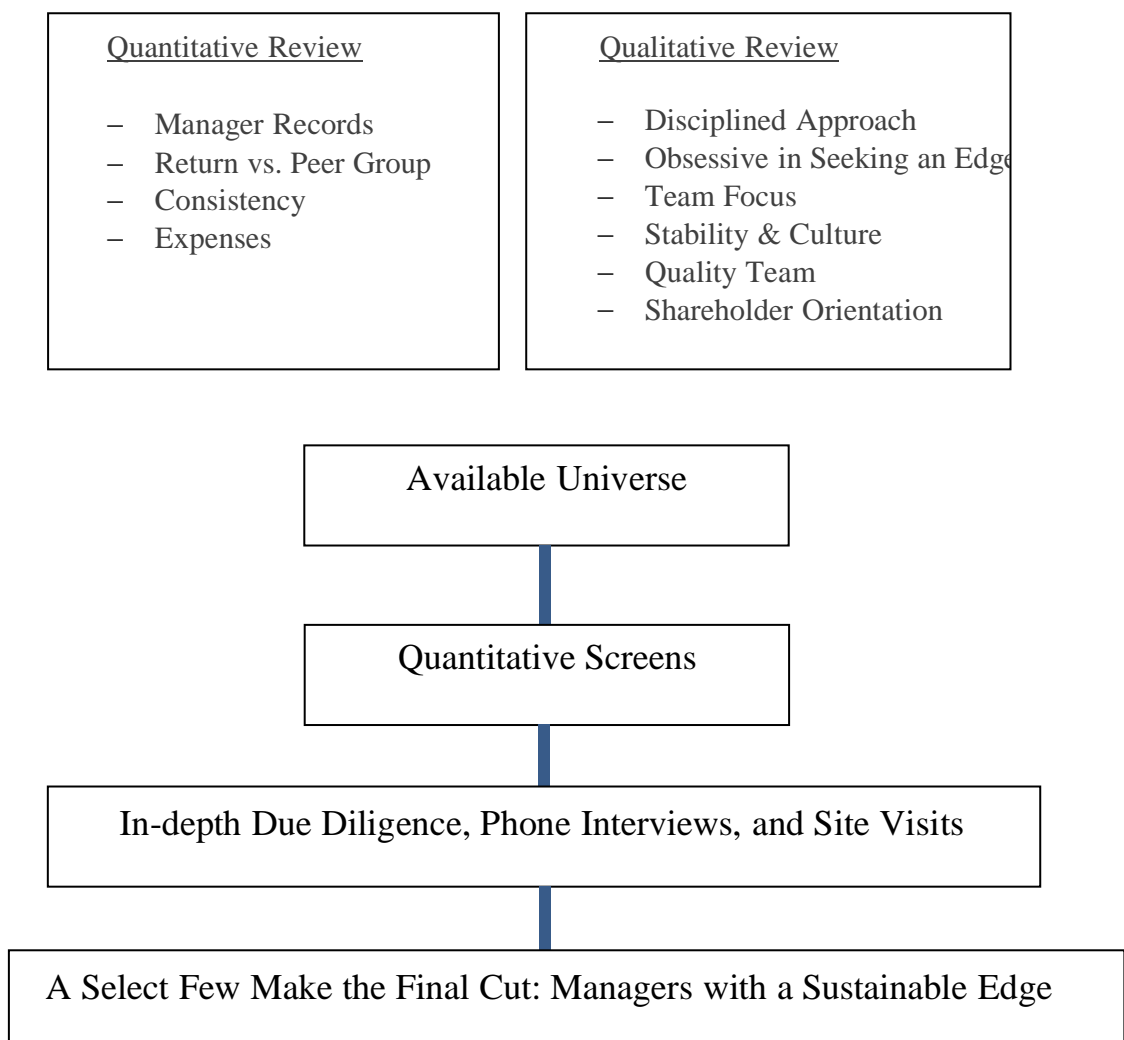 Quantitative Review
– Manager Records
– Return vs. Peer Group
– Consistency
– Expenses
Qualitative Review
– Disciplined Approach
– Obsessive in Seeking an Edge
– Team Focus
– Stability & Culture
– Quality Team
– Shareholder Orientation
Available Universe
Quantitative Screens
In-depth Due Diligence, Phone Interviews, and Site Visits
A Select Few Make the Final Cut: Managers with a Sustainable Edge